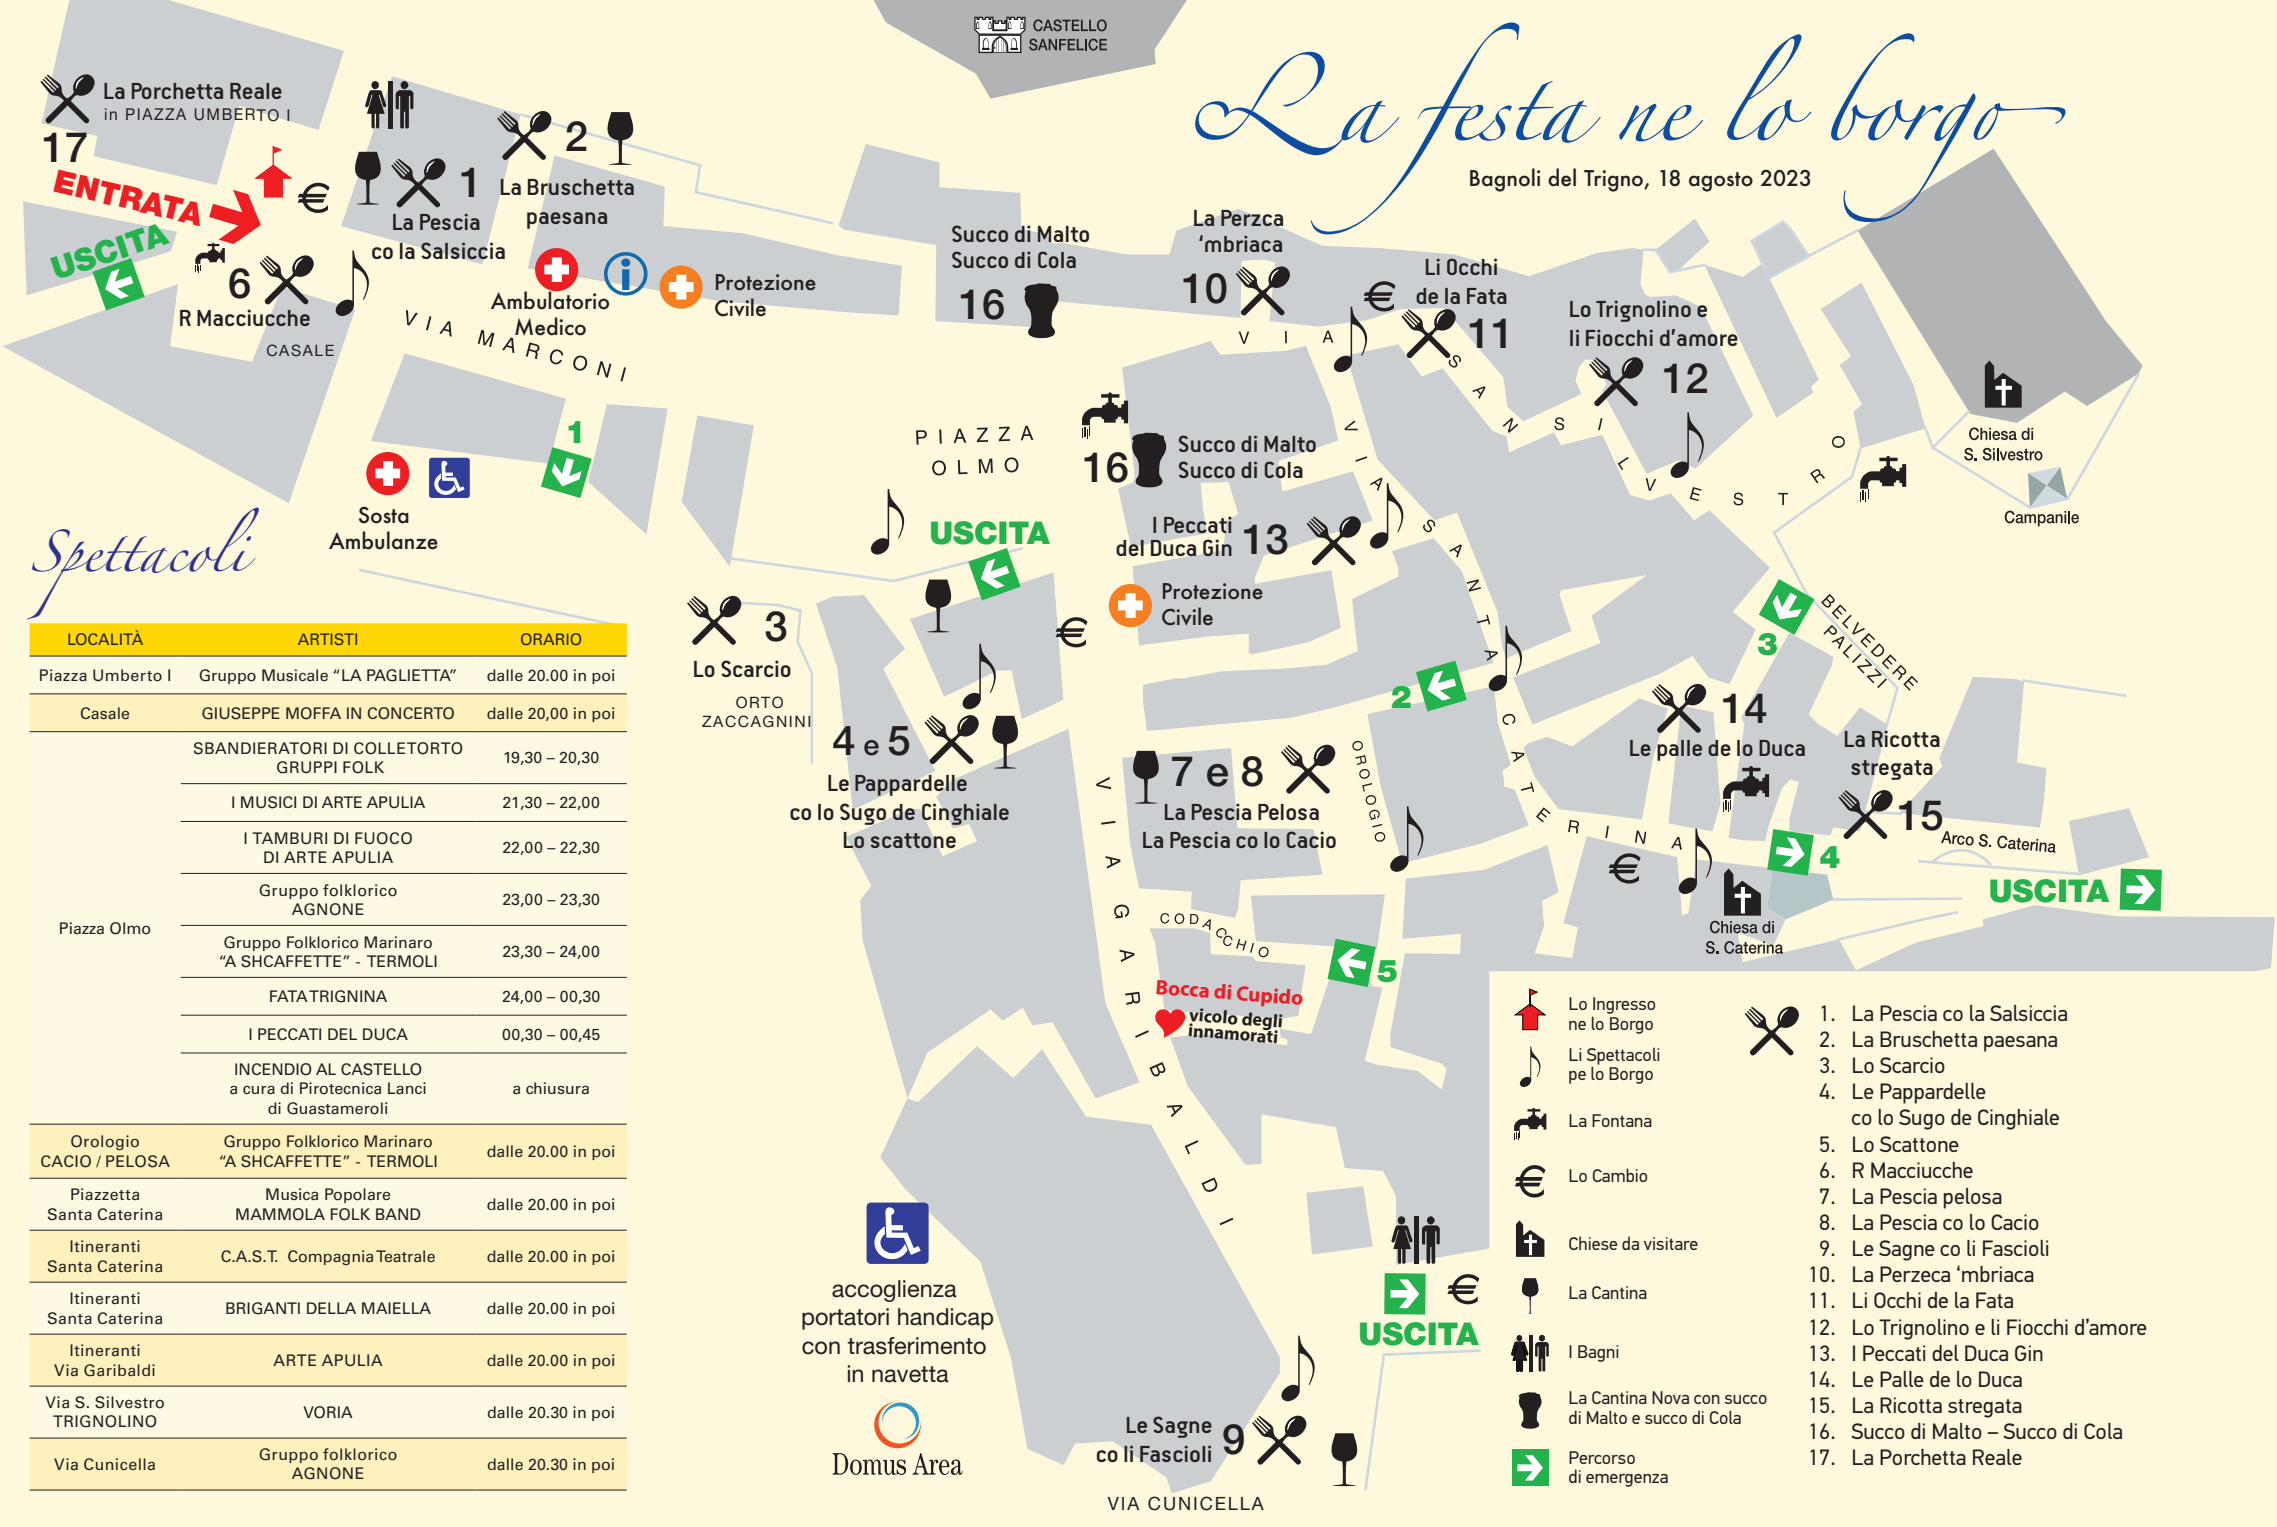 CASTELLO
SANFELICE
La festa ne lo borgo
Bagnoli del Trigno, 18 agosto 2023
La Porchetta Reale
in PIAZZA UMBERTO I
17
ENTRATA
USCITA
1
La Pescia
co la Salsiccia
2
La Bruschetta
paesana
6
R Macciucche
CASALE
VIA MARCONI
Ambulatorio
Medico
Protezione
Civile
1
Sosta
Ambulanze
Succo di Malto
Succo di Cola
16
La Perzca
‘mbriaca
10
Li Occhi
de la Fata
11
Lo Trignolino e
li Fiocchi d’amore
12
VIA SAN SILVESTRO
Chiesa di
S. Silvestro
Campanile
PIAZZA
OLMO
16
Succo di Malto
Succo di Cola
I Peccati
del Duca Gin
13
VIA SANTA CATERINA
USCITA
Protezione
Civile
3
Lo Scarcio
ORTO
ZACCAGNINI
4 e 5
Le Pappardelle
co lo Sugo de Cinghiale
Lo scattone
7 e 8
La Pescia Pelosa
La Pescia co lo Cacio
2
OROLOGIO
3
BELVEDERE
PALIZZI
14
Le palle de lo Duca
La Ricotta
stregata
15
Arco S. Caterina
4
USCITA
Chiesa di
S. Caterina
VIA GARIBALDI
CODACCHIO
5
Bocca di Cupido
vicolo degli
innamorati
accoglienza
portatori handicap
con trasferimento
in navetta
Domus Area
USCITA
Le Sagne
co li Fascioli
9
VIA CUNICELLA
Spettacoli
LOCALITÀ ARTISTI ORARIO
Piazza Umberto I Gruppo Musicale “LA PAGLIETTA” dalle 20.00 in poi
Casale GIUSEPPE MOFFA IN CONCERTO dalle 20,00 in poi
Piazza Olmo
SBANDIERATORI DI COLLETORTO
GRUPPI FOLK
19,30 – 20,30
I MUSICI DI ARTE APULIA 21,30 – 22,00
I TAMBURI DI FUOCO
DI ARTE APULIA
22,00 – 22,30
Gruppo folklorico
AGNONE
23,00 – 23,30
Gruppo Folklorico Marinaro
“A SHCAFFETTE” - TERMOLI
23,30 – 24,00
FATA TRIGNINA 24,00 – 00,30
I PECCATI DEL DUCA 00,30 – 00,45
INCENDIO AL CASTELLO
a cura di Pirotecnica Lanci
di Guastameroli
a chiusura
Orologio
CACIO / PELOSA
Gruppo Folklorico Marinaro
“A SHCAFFETTE” - TERMOLI
dalle 20.00 in poi
Piazzetta
Santa Caterina
Musica Popolare
MAMMOLA FOLK BAND
dalle 20.00 in poi
Itineranti
Santa Caterina
C.A.S.T. Compagnia Teatrale
dalle 20.00 in poi
Itineranti
Santa Caterina
BRIGANTI DELLA MAIELLA
dalle 20.00 in poi
Itineranti
Via Garibaldi
ARTE APULIA
dalle 20.00 in poi
Via S. Silvestro
TRIGNOLINO
VORIA
dalle 20.30 in poi
Via Cunicella
Gruppo folklorico
AGNONE
dalle 20.30 in poi
Lo Ingresso
ne lo Borgo
Li Spettacoli
pe lo Borgo
La Fontana
Lo Cambio
Chiese da visitare
La Cantina
I Bagni
La Cantina Nova con succo
di Malto e succo di Cola
Percorso
di emergenza
1. La Pescia co la Salsiccia
2. La Bruschetta paesana
3. Lo Scarcio
4. Le Pappardelle
co lo Sugo de Cinghiale
5. Lo Scattone
6. R Macciucche
7. La Pescia pelosa
8. La Pescia co lo Cacio
9. Le Sagne co li Fascioli
10. La Perzeca ‘mbriaca
11. Li Occhi de la Fata
12. Lo Trignolino e li Fiocchi d’amore
13. I Peccati del Duca Gin
14. Le Palle de lo Duca
15. La Ricotta stregata
16. Succo di Malto – Succo di Cola
17. La Porchetta Reale